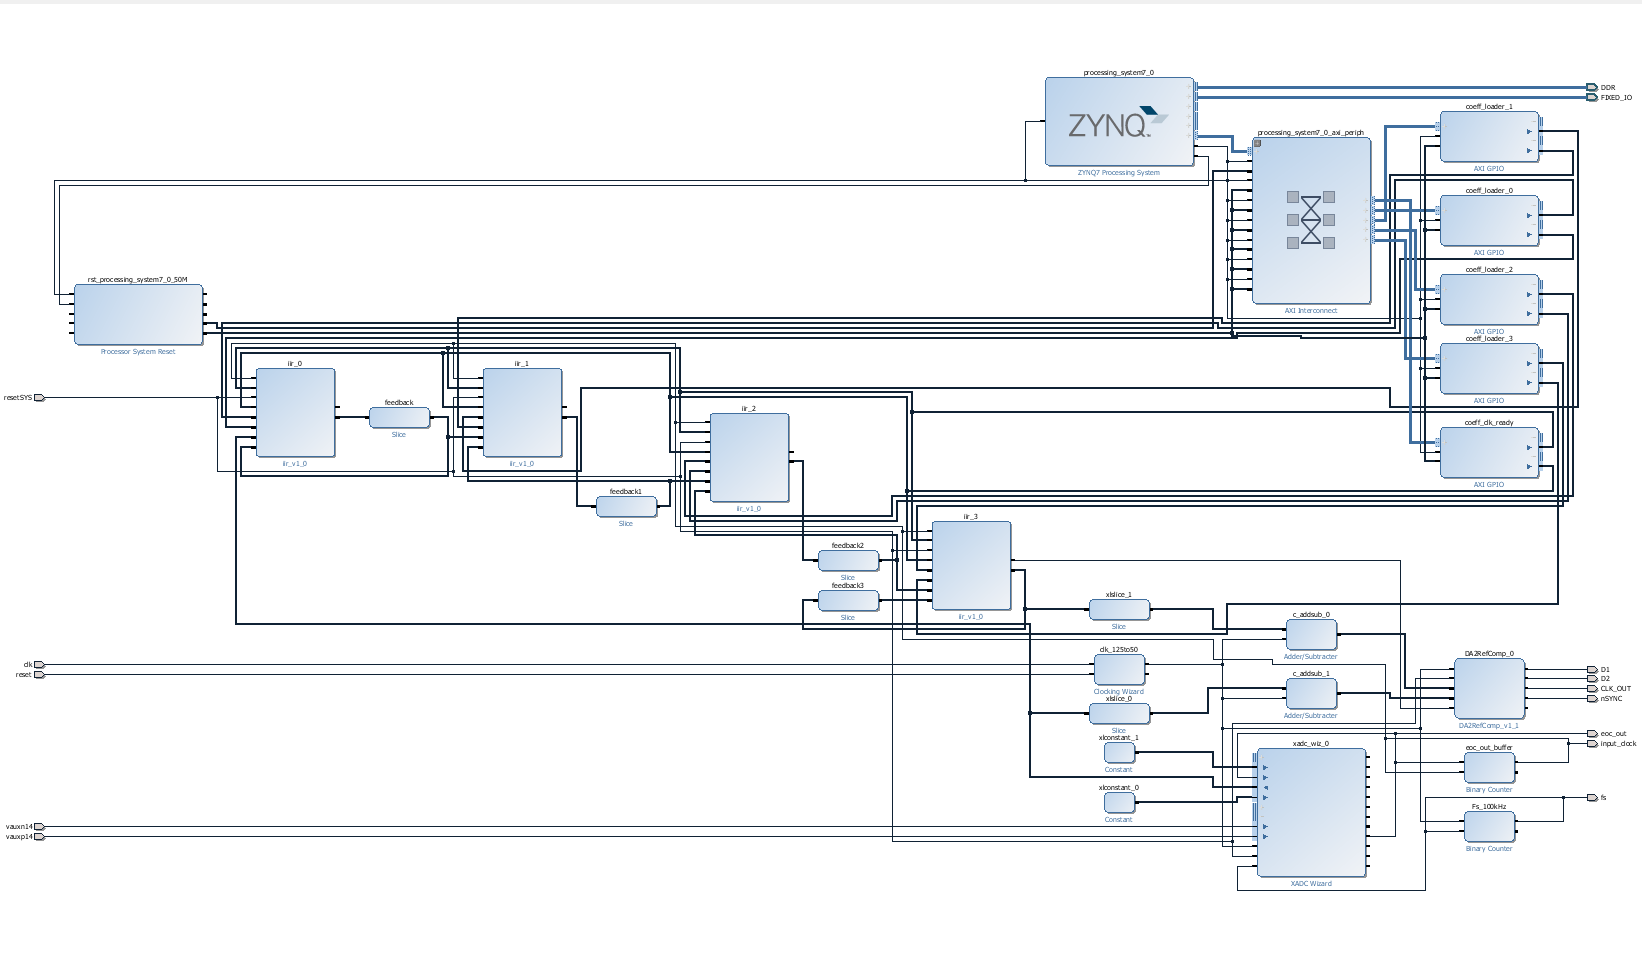 processing_system7_0
ZYNQ
ZYNQ7 Processing System
DDR
FIXED_IO
coeff_loader_1
AXI GPIO
processing_system7_0_axi_periph
AXI Interconnect
coeff_loader_0
AXI GPIO
coeff_loader_2
AXI GPIO
coeff_loader_3
AXI GPIO
coeff_clk_ready
AXI GPIO
rst_processing_system7_0_50M
Processor System Reset
resetSYS
iir_0
iir_v1_0
feedback
Slice
iir_1
iir_v1_0
feedback1
Slice
iir_2
iir_v1_0
feedback2
Slice
feedback3
Slice
iir_3
iir_v1_0
xlslice_1
Slice
c_addsub_0
Adder/Subtracter
clk
reset
clk_125to50
Clocking Wizard
xlslice_0
Slice
c_addsub_1
Adder/Subtracter
DA2RefComp_0
DA2RefComp_v1_1
D1
D2
CLK_OUT
nSYNC
eoc_out
input_clock
xlconstant_1
Constant
xlconstant_0
Constant
xadc_wiz_0
XADC Wizard
eoc_out_buffer
Binary Counter
fs
Fs_100kHz
Binary Counter
vauxn14
vauxp14